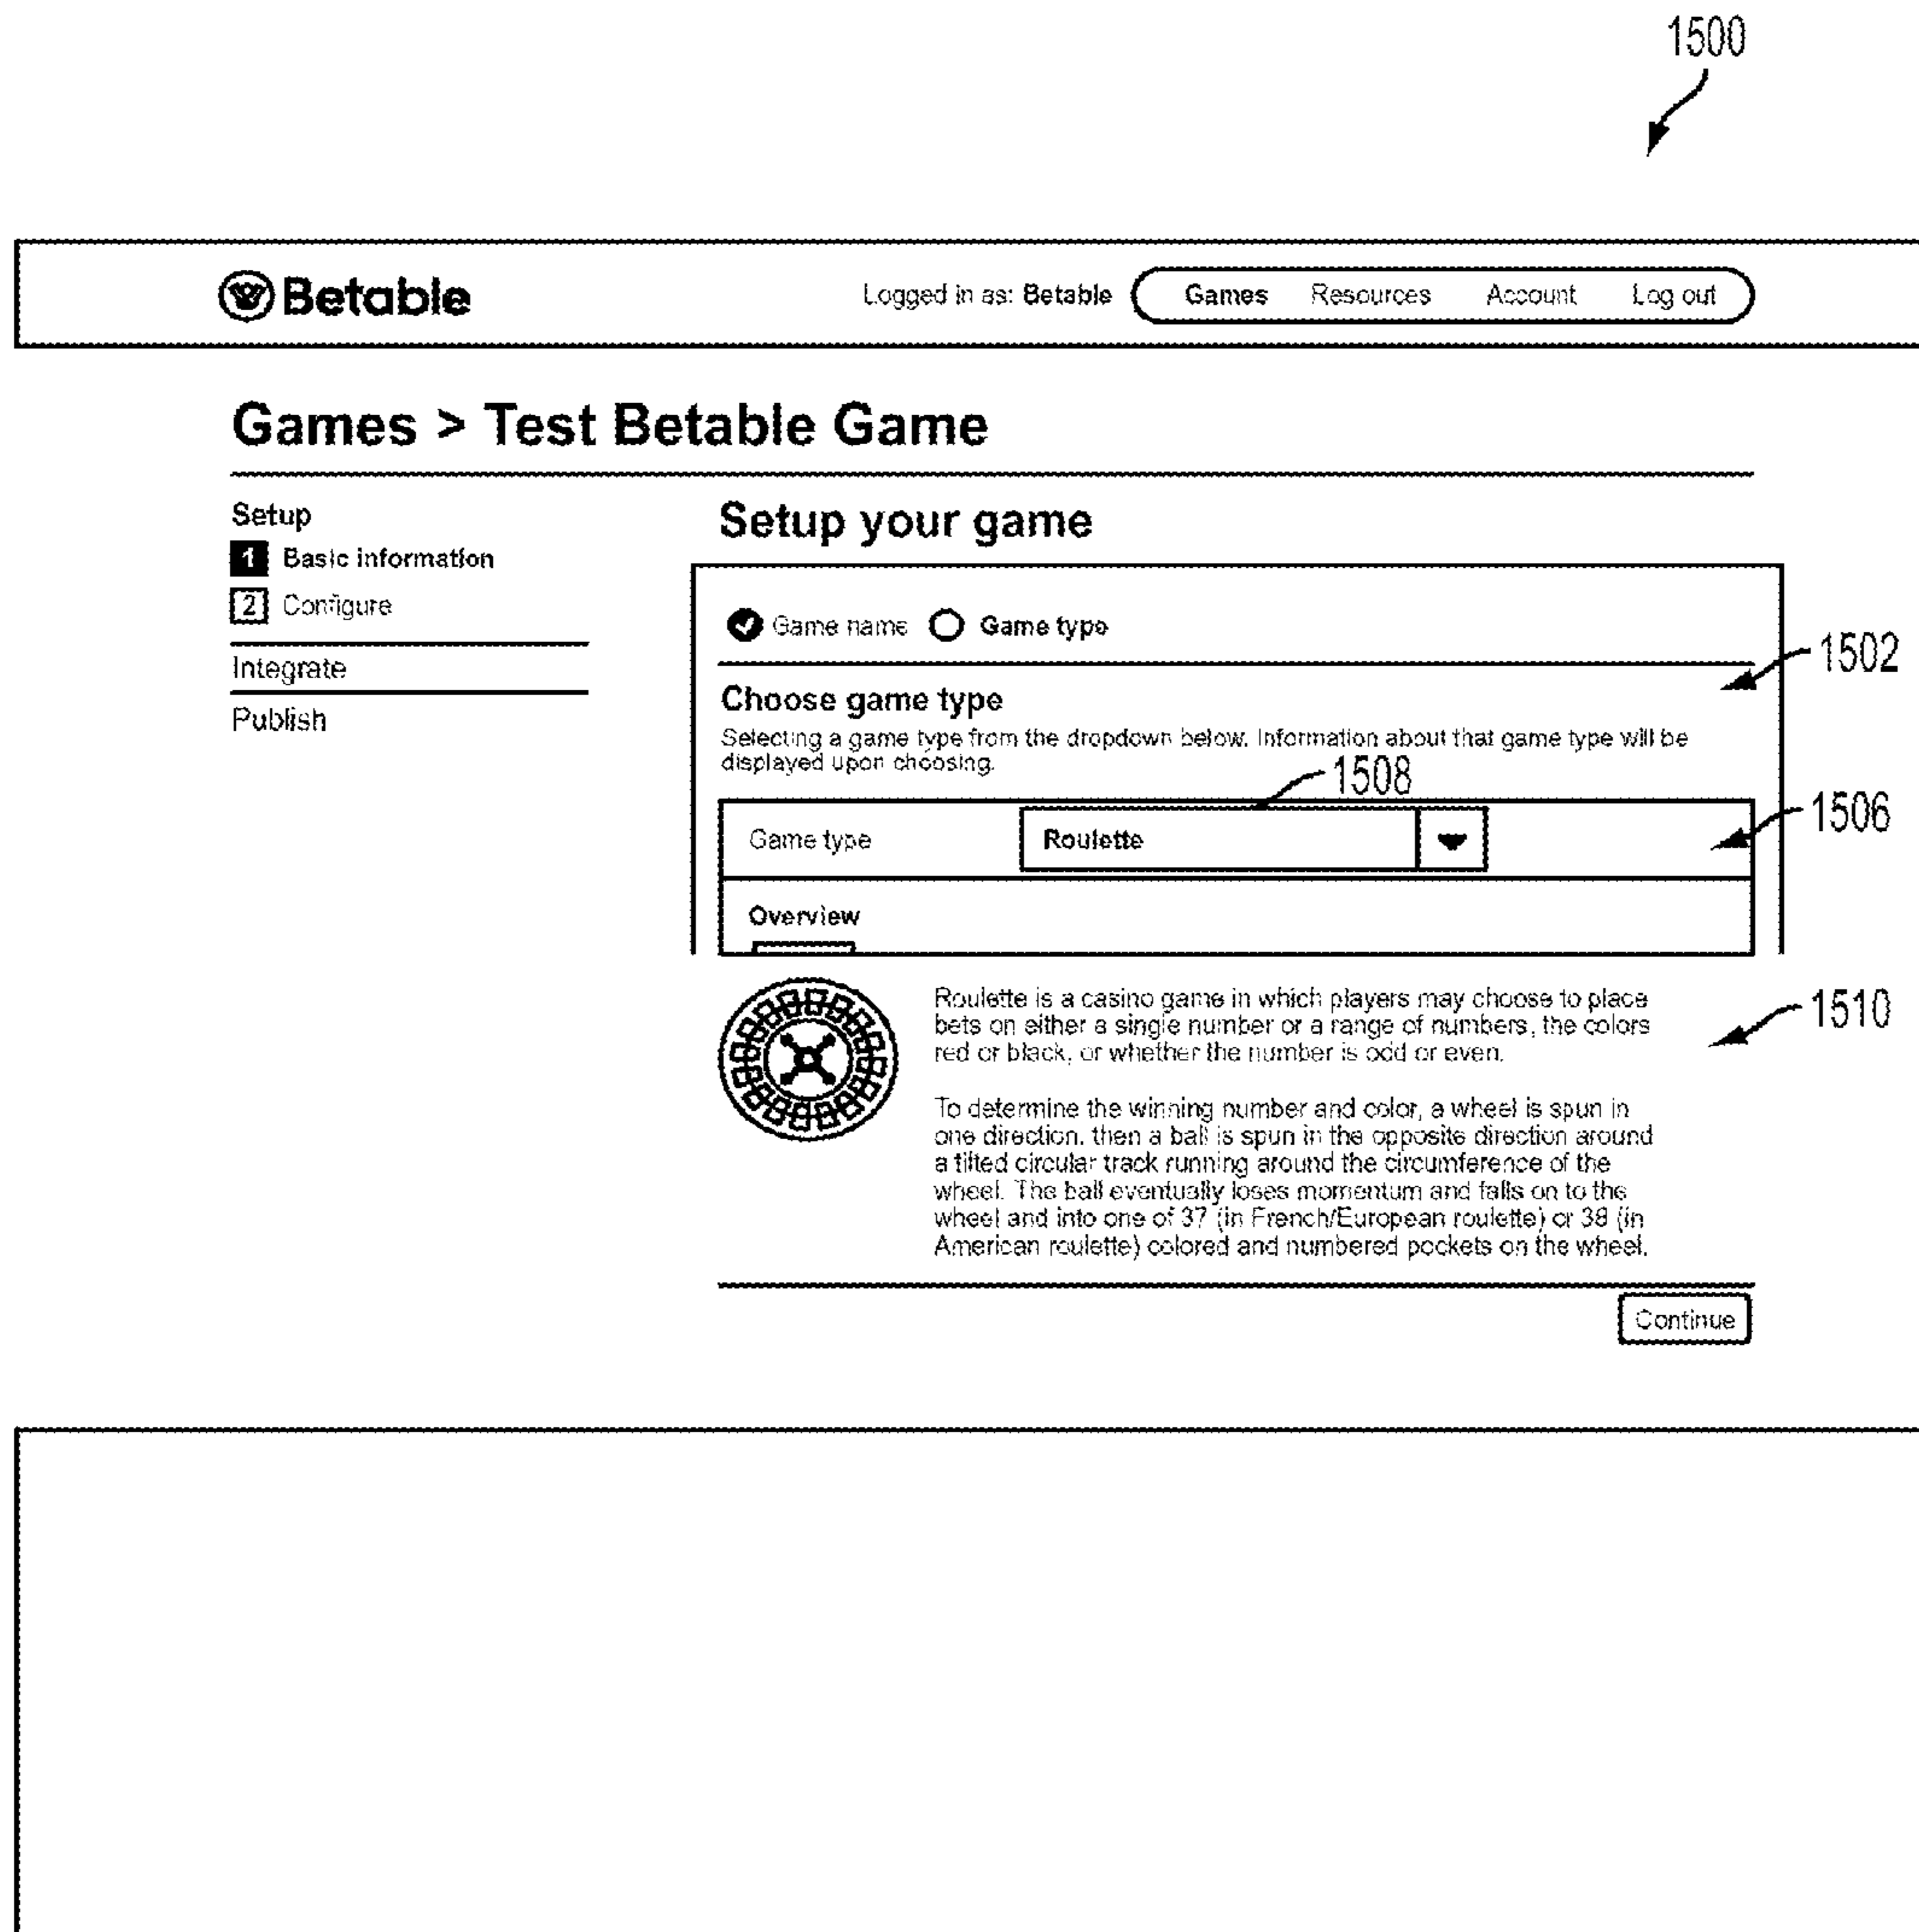 1500
Betable
Logged in as: Betable Games Resources Account Log out
Games > Test Betable Game
Setup
1 Basic information
2 Configure
Integrate
Publish
Setup your game
Game name Game type
1502
Choose game type
Selecting a game type from the dropdown below. Information about that game type will be
displayed upon choosing.
1508
Game type Roulette
1506
Overview
Roulette is a casino game in which players may choose to place
bets on either a single number or a range of numbers, the colors
red or black, or whether the number is odd or even.
1510
To determine the winning number and color, a wheel is spun in
one direction, then a ball is spun in the opposite direction around
a tilted circular track running around the circumference of the
wheel. The ball eventually loses momentum and falls on to the
wheel and into one of 37 (in French/European roulette) or 38 (in
American roulette) colored and numbered pockets on the wheel.
Continue